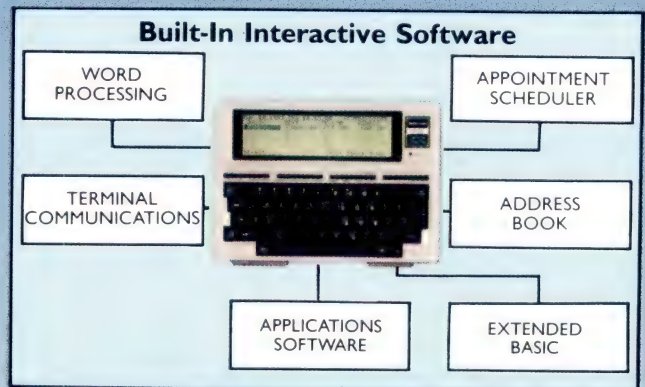 Built-In Interactive Software
WORD
PROCESSING
APPOINTMENT
SCHEDULER
TERMINAL
COMMUNICATIONS
ADDRESS
BOOK
APPLICATIONS
SOFTWARE
EXTENDED
BASIC